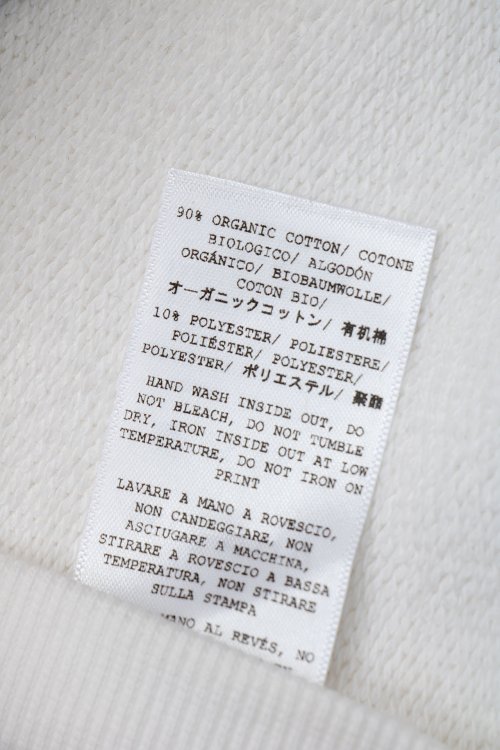 90% ORGANIC COTTON/ COTONE
BIOLOGICO/ ALGODÓN
ORGÁNICO/ BIOBAUMWOLLE/
COTON BIO/
オーガニックコットン/ 有机棉
10% POLYESTER/ POLIESTERE/
POLIÉSTER/ POLYESTER/
POLYESTER/ ポリエステル/ 聚酯
HAND WASH INSIDE OUT, DO
NOT BLEACH, DO NOT TUMBLE
DRY, IRON INSIDE OUT AT LOW
TEMPERATURE, DO NOT IRON ON
PRINT
LAVARE A MANO A ROVESCIO,
NON CANDEGGIARE, NON
ASCIUGARE A MACCHINA,
STIRARE A ROVESCIO A BASSA
TEMPERATURA, NON STIRARE
SULLA STAMPA
MANO AL REVÉS, NO